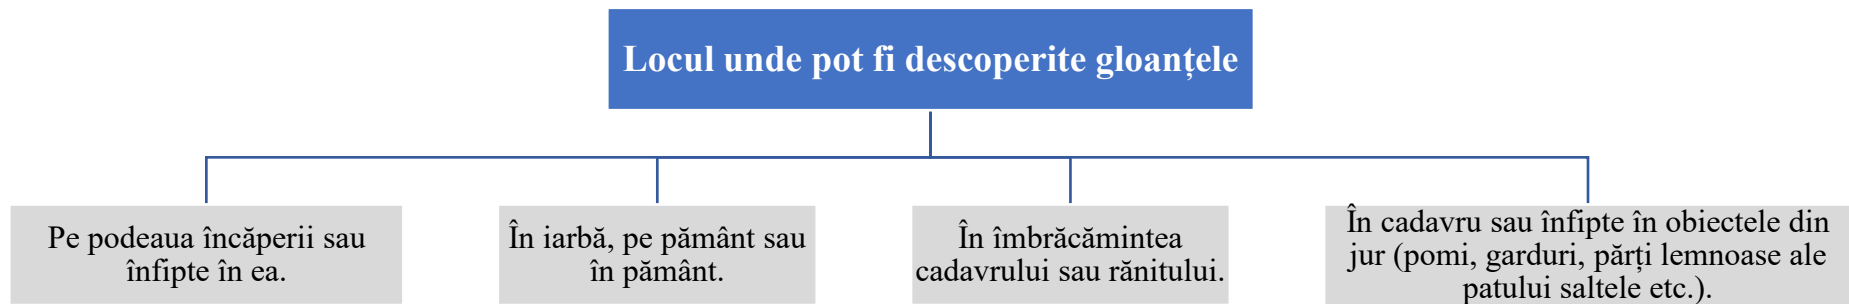 Locul unde pot fi descoperite gloanțele
Pe podeaua încăperii sau
înfipte în ea.
În iarbă, pe pământ sau
în pământ.
În îmbrăcămintea
cadavrului sau rănitului.
În cadavru sau înfipte în obiectele din
jur (pomi, garduri, părți lemnoase ale
patului saltele etc.).